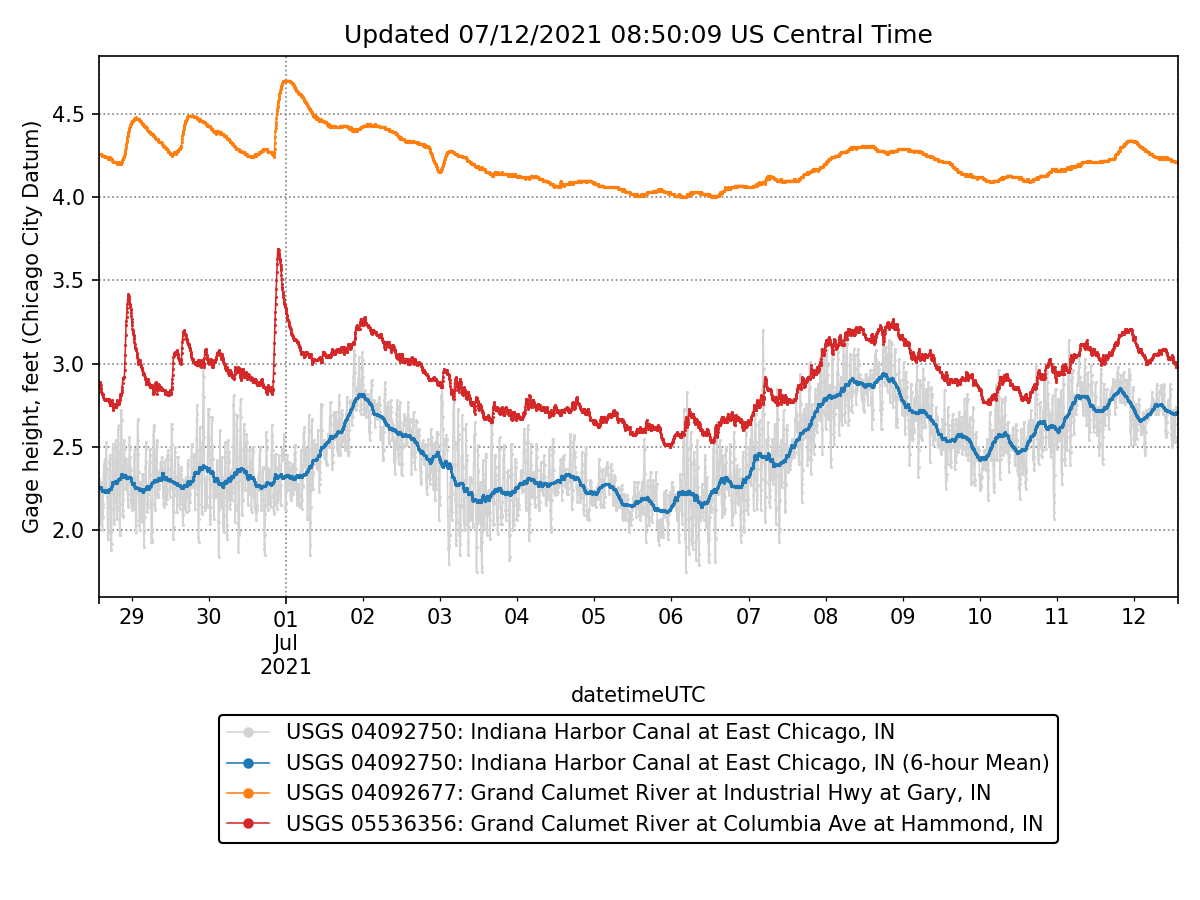 Updated 07/12/2021 08:50:09 US Central Time
Gage height, feet (Chicago City Datum)
4.5
4.0
3.5
3.0
2.5
2.0
29 30 01 02 03 04 05 06 07 08 09 10 11 12
Jul
2021
datetimeUTC
USGS 04092750: Indiana Harbor Canal at East Chicago, IN
USGS 04092750: Indiana Harbor Canal at East Chicago, IN (6-hour Mean)
USGS 04092677: Grand Calumet River at Industrial Hwy at Gary, IN
USGS 05536356: Grand Calumet River at Columbia Ave at Hammond, IN